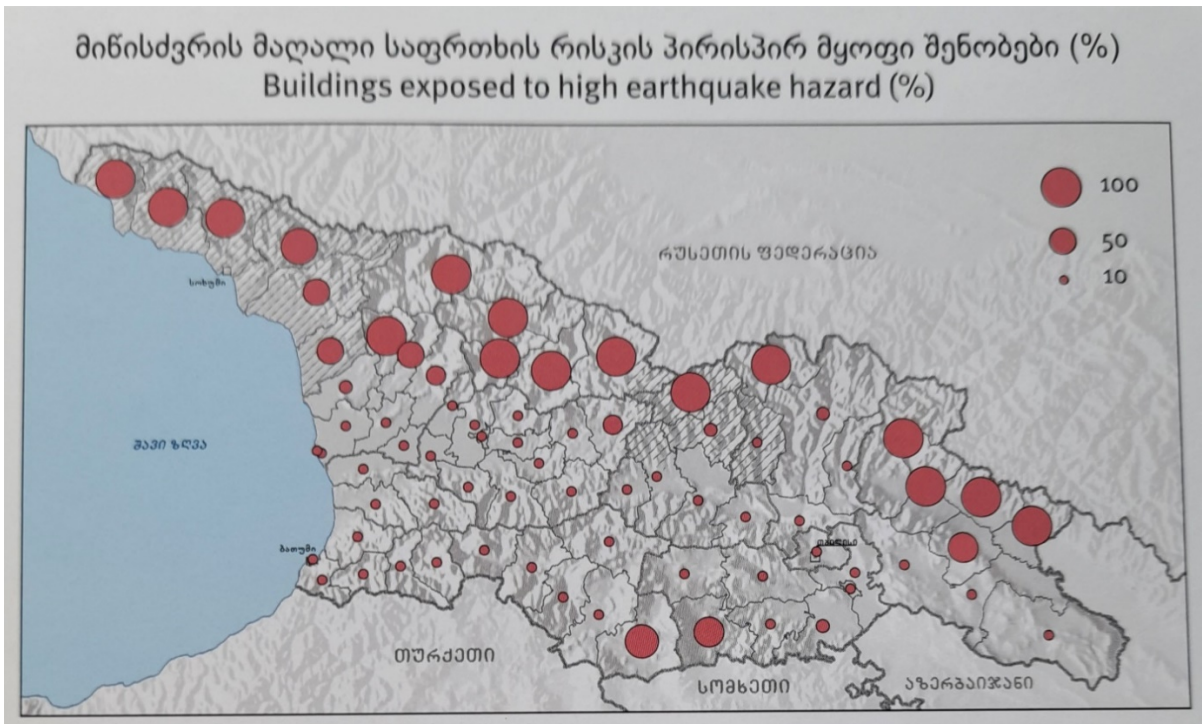 მიწისძვრის მაღალი საფრთხის რისკის პირისპირ მყოფი შენობები (%)
Buildings exposed to high earthquake hazard (%)
100
50
10
რუსეთის ფედერაცია
სოხუმი
შავი ზღვა
ბათუმი
თბილისი
თურქეთი
სომხეთი
აზერბაიჯანი